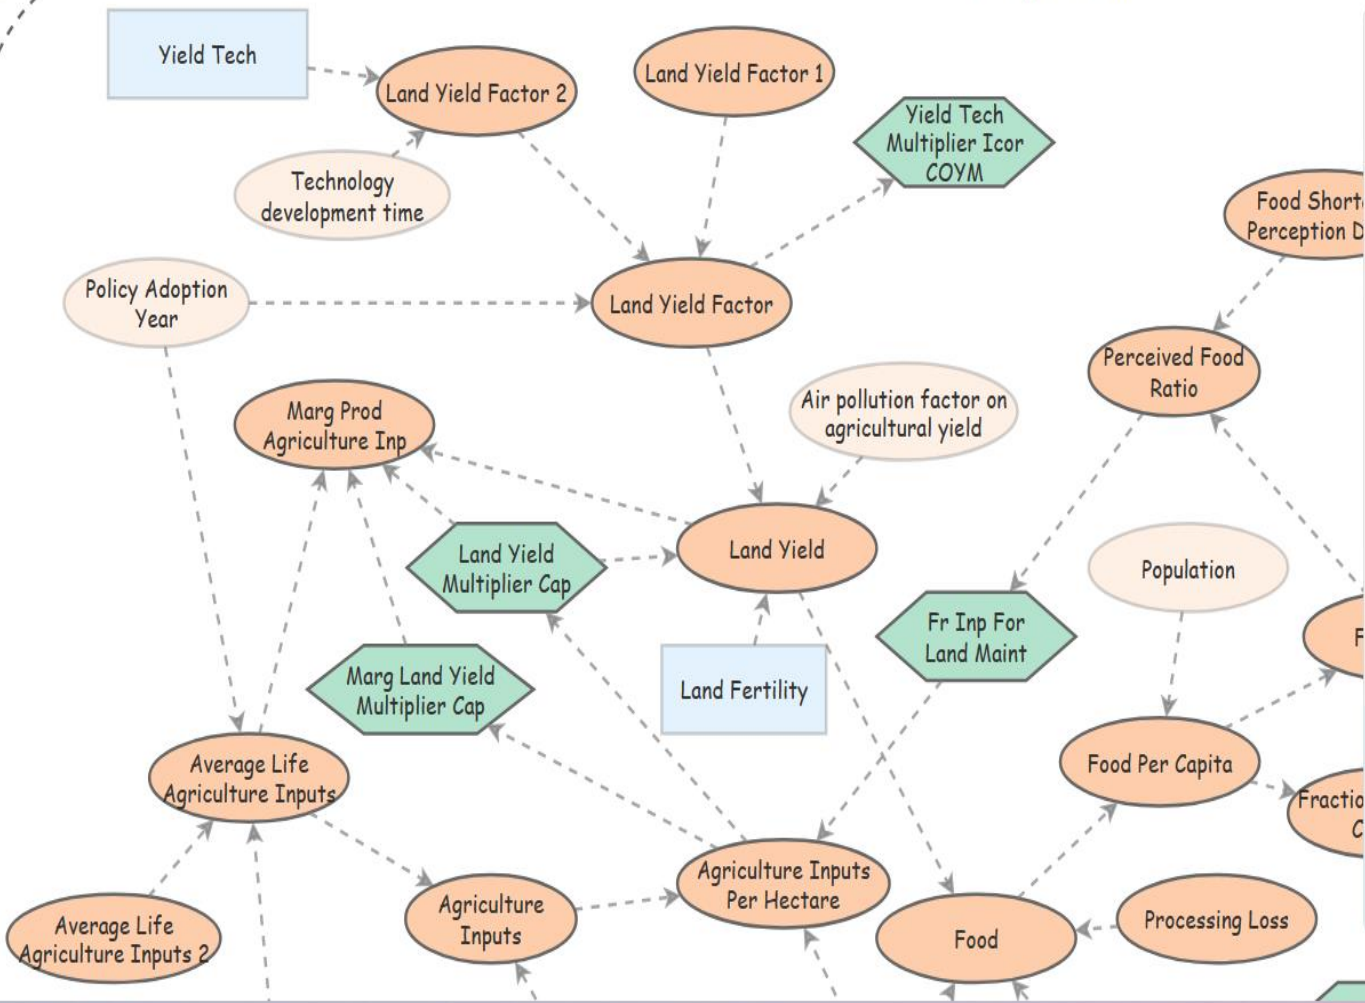 Yield Tech
Land Yield Factor 2
Land Yield Factor 1
Yield Tech
Multiplier Icor
COYM
Technology
development time
Food Short
Perception D
Policy Adoption
Year
Land Yield Factor
Perceived Food
Ratio
Marg Prod
Agriculture Inp
Air pollution factor on
agricultural yield
Land Yield
Multiplier Cap
Land Yield
Population
Fr Inp For
Land Maint
F
Marg Land Yield
Multiplier Cap
Land Fertility
Average Life
Agriculture Inputs
Food Per Capita
Fractio
C
Agriculture Inputs
Per Hectare
Average Life
Agriculture Inputs 2
Agriculture
Inputs
Food
Processing Loss